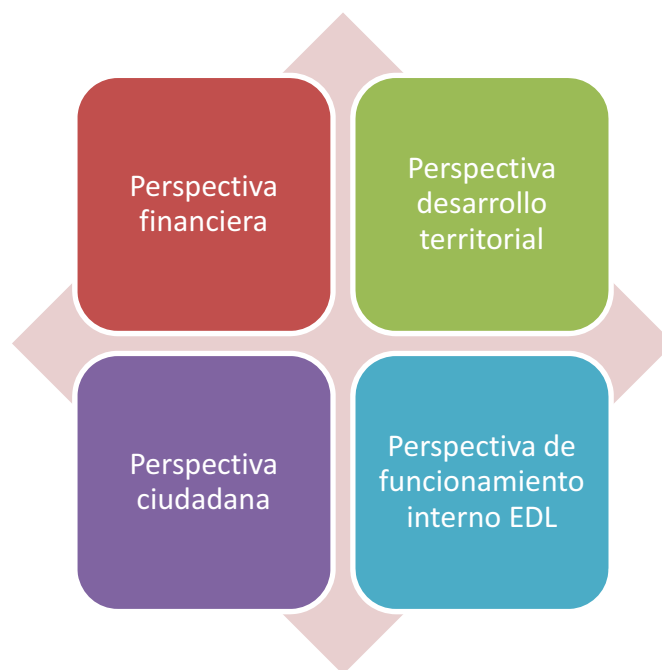 Perspectiva
financiera
Perspectiva
desarrollo
territorial
Perspectiva
ciudadana
Perspectiva de
funcionamiento
interno EDL